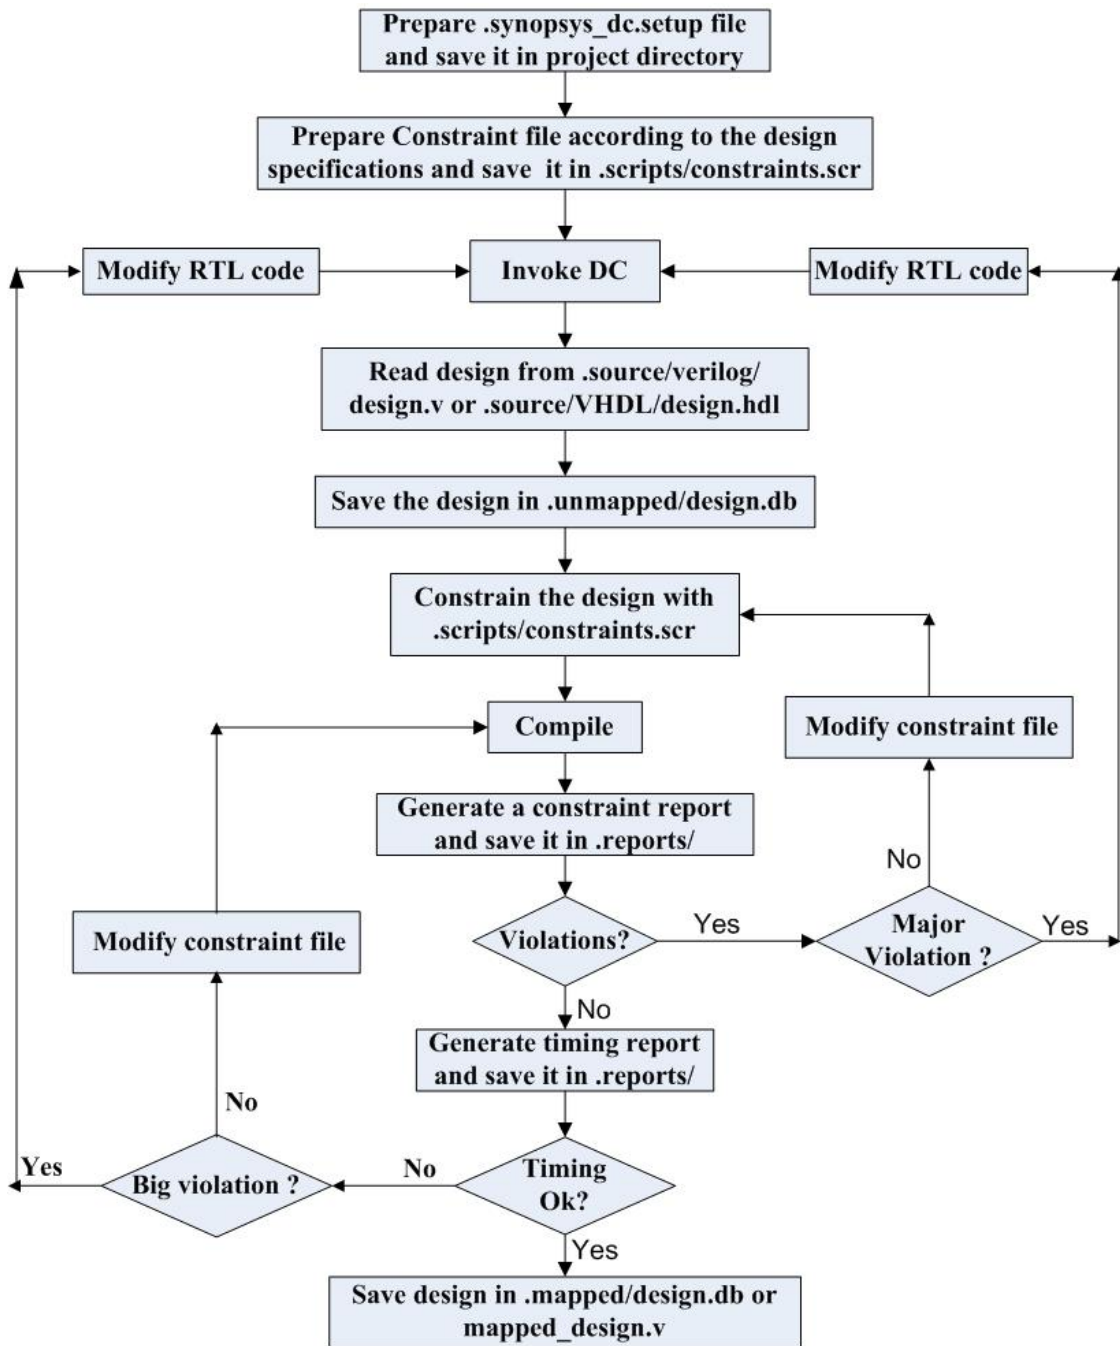 Prepare .synopsys_dc.setup file
and save it in project directory
Prepare Constraint file according to the design
specifications and save it in .scripts/constraints.scr
Modify RTL code
Invoke DC
Modify RTL code
Read design from .source/verilog/
design.v or .source/VHDL/design.hdl
Save the design in .unmapped/design.db
Constrain the design with
.scripts/constraints.scr
Compile
Modify constraint file
Generate a constraint report
and save it in .reports/
No
Modify constraint file
Violations?
Yes
Major
Violation ?
Yes
No
Generate timing report
and save it in .reports/
No
Yes
Big violation ?
No
Timing
Ok?
Yes
Save design in .mapped/design.db or
mapped_design.v